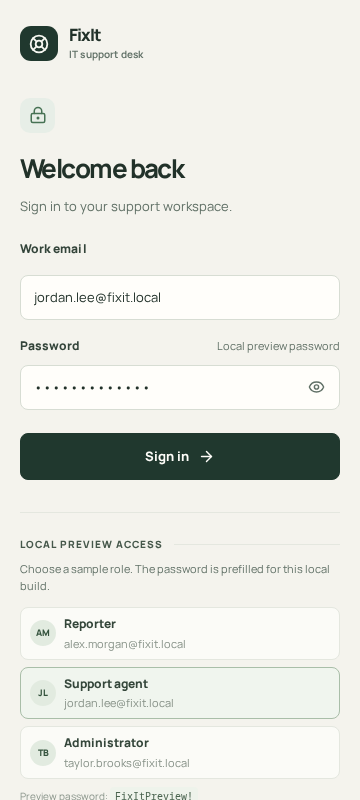 FixIt
IT support desk
Welcome back
Sign in to your support workspace.
Work email
jordan.lee@fixit.local
Password
Local preview password
•••••••••••••
Sign in →
LOCAL PREVIEW ACCESS
Choose a sample role. The password is prefilled for this local
build.
AM
Reporter
alex.morgan@fixit.local
JL
Support agent
jordan.lee@fixit.local
TB
Administrator
taylor.brooks@fixit.local
Preview password: FixItPreview!